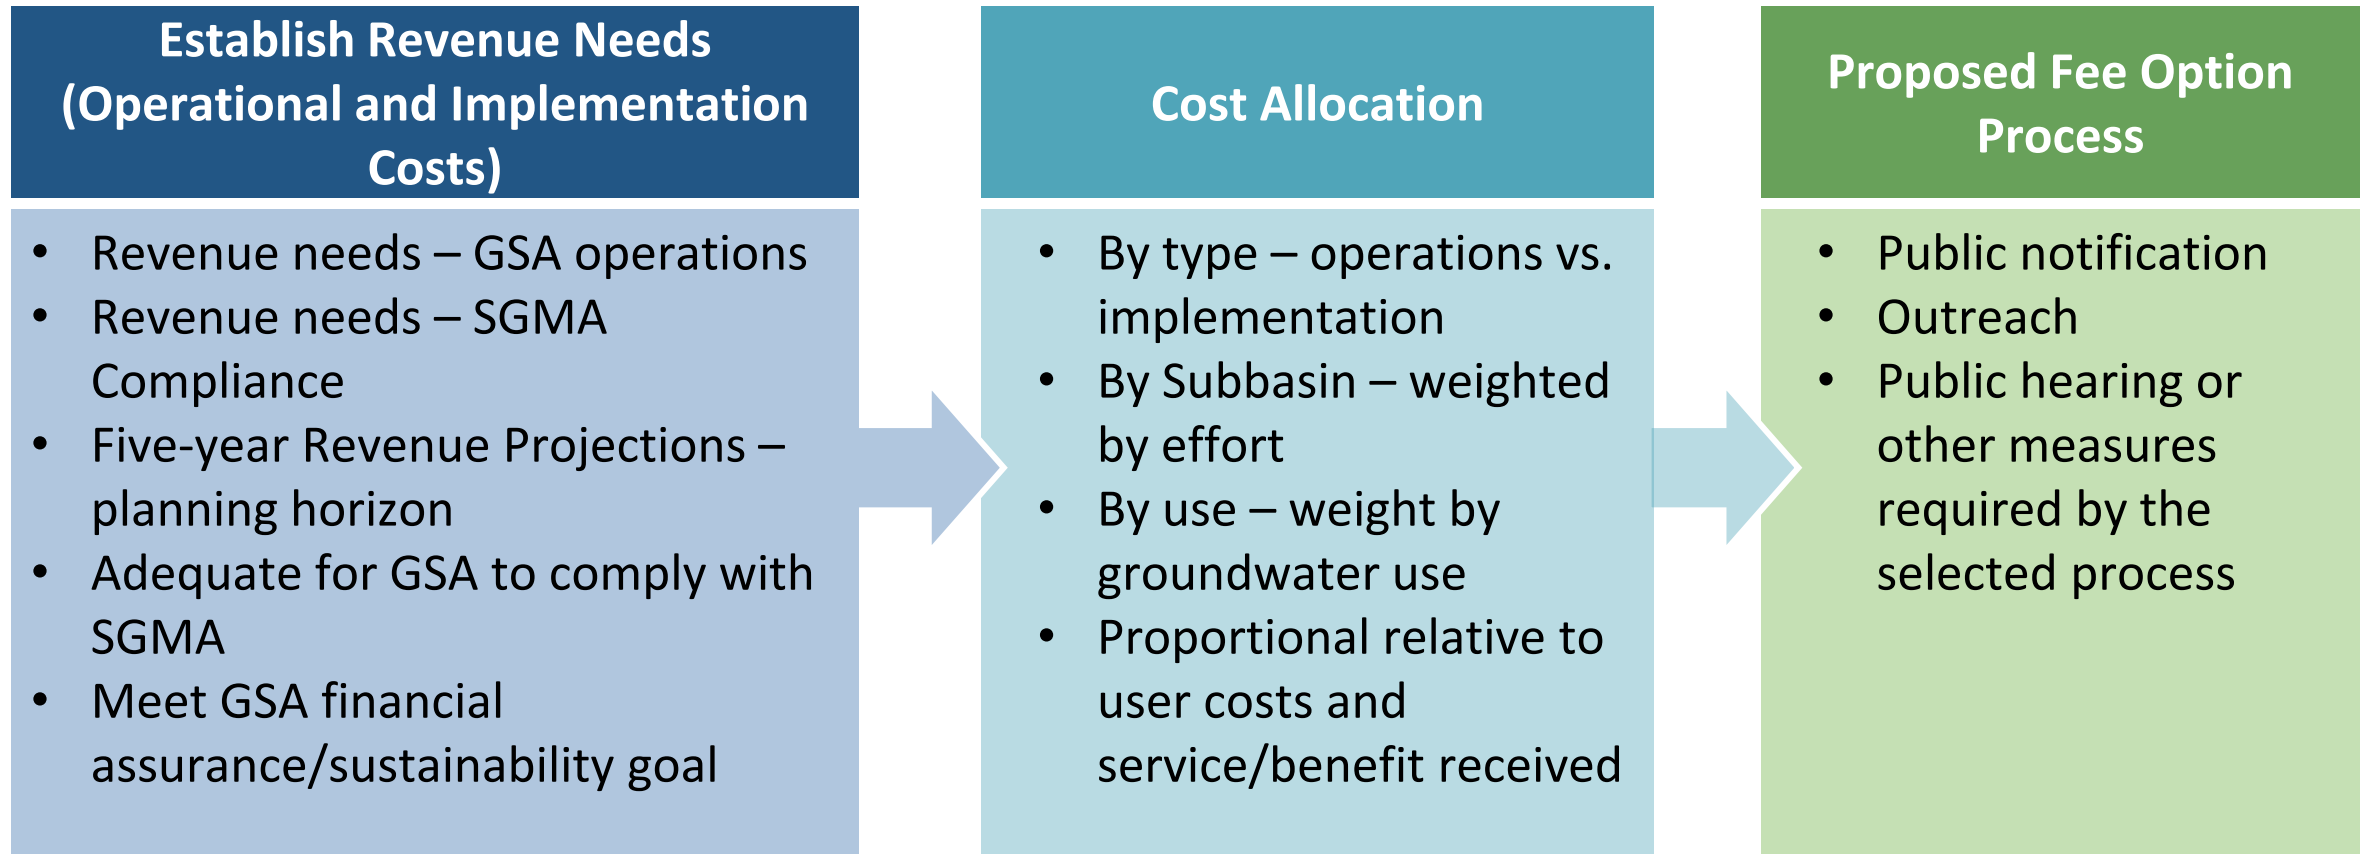 Establish Revenue Needs
(Operational and Implementation
Costs)
• Revenue needs – GSA operations
• Revenue needs – SGMA
Compliance
• Five-year Revenue Projections –
planning horizon
• Adequate for GSA to comply with
SGMA
• Meet GSA financial
assurance/sustainability goal
Cost Allocation
• By type – operations vs.
implementation
• By Subbasin – weighted
by effort
• By use – weight by
groundwater use
• Proportional relative to
user costs and
service/benefit received
Proposed Fee Option
Process
• Public notification
• Outreach
• Public hearing or
other measures
required by the
selected process